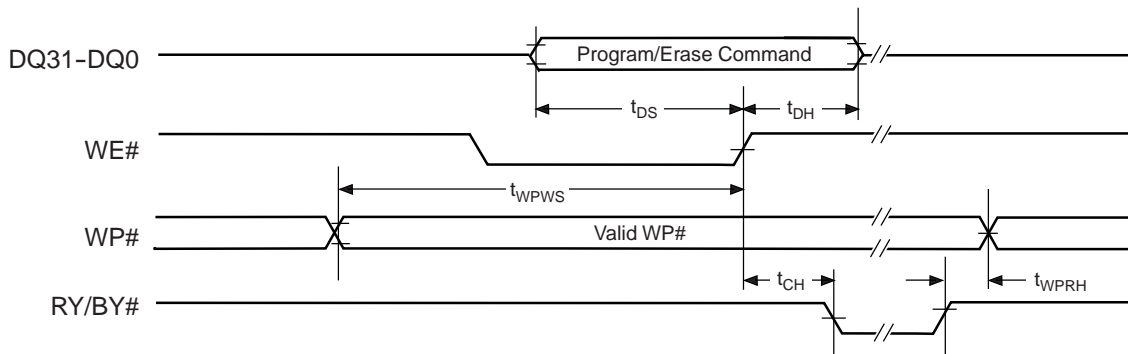 DQ31-DQ0
Program/Erase Command
tDS
tDH
WE#
tWPWS
WP#
Valid WP#
tCH
tWPRH
RY/BY#